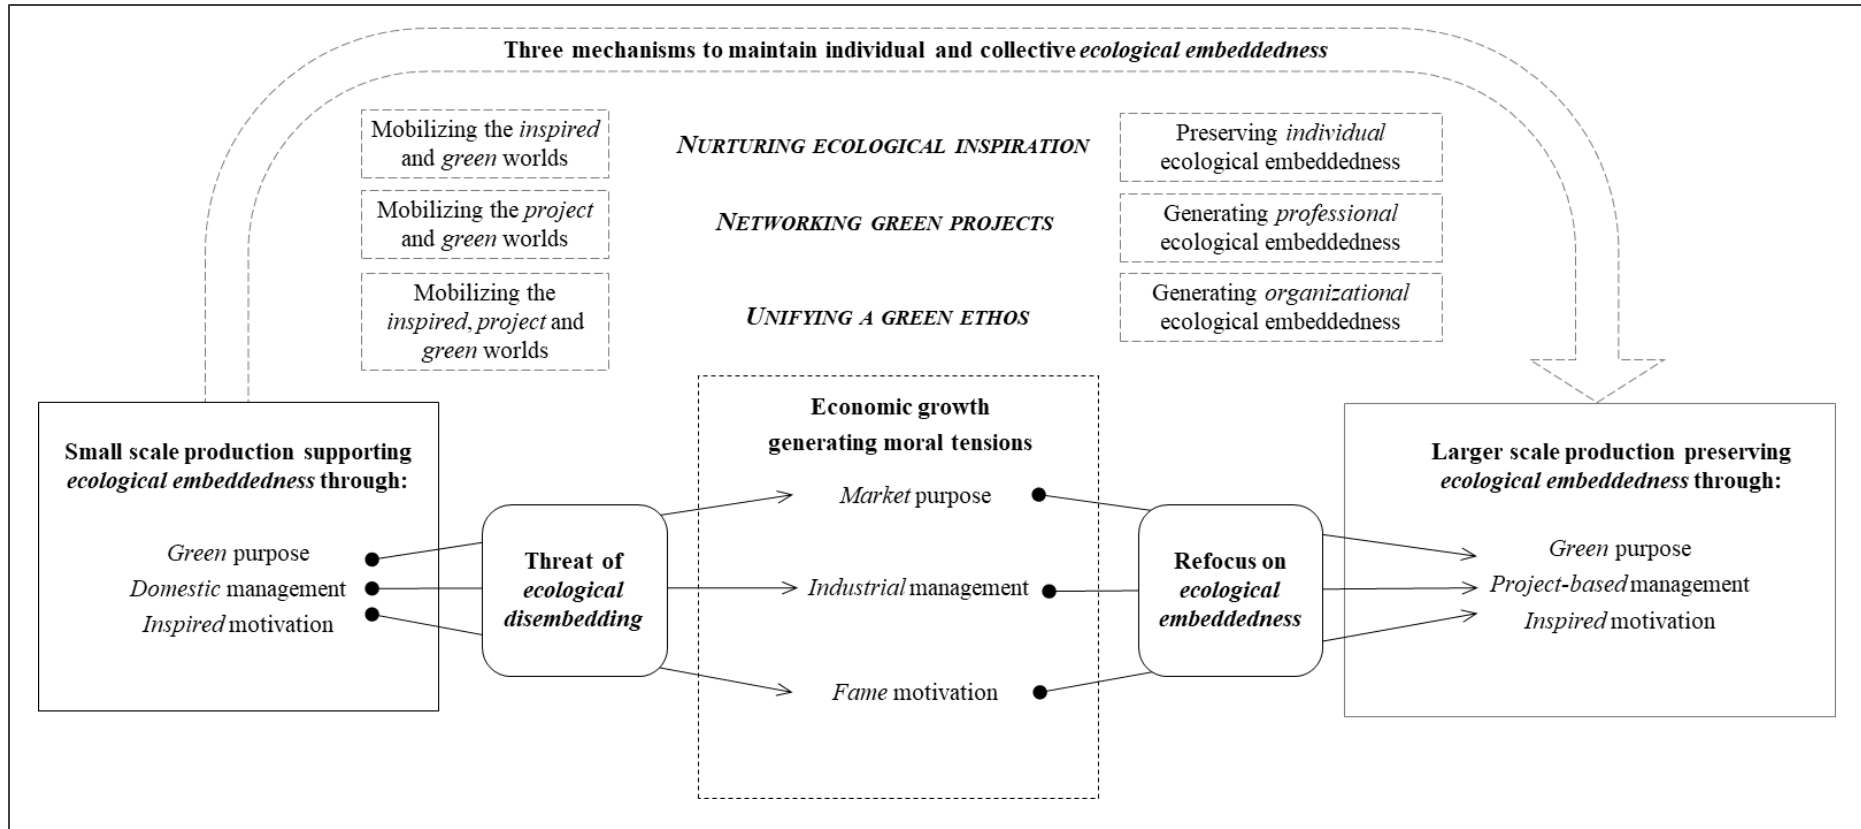 Three mechanisms to maintain individual and collective ecological embeddedness
Mobilizing the inspired
and green worlds
NURTURING ECOLOGICAL INSPIRATION
Preserving individual
ecological embeddedness
Mobilizing the project
and green worlds
NETWORKING GREEN PROJECTS
Generating professional
ecological embeddedness
Mobilizing the
inspired, project and
green worlds
UNIFYING A GREEN ETHOS
Generating organizational
ecological embeddedness
Small scale production supporting
ecological embeddedness through:
Green purpose
Domestic management
Inspired motivation
Threat of
ecological
disembedding
Economic growth
generating moral tensions
Market purpose
Industrial management
Fame motivation
Refocus on
ecological
embeddedness
Larger scale production preserving
ecological embeddedness through:
Green purpose
Project-based management
Inspired motivation